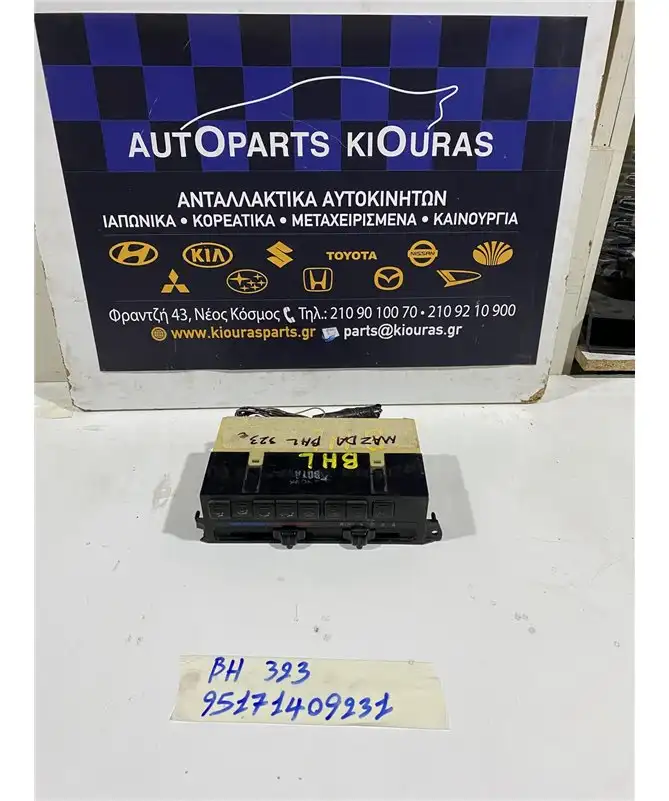 AUTOPARTS KIOURAS
ΑΝΤΑΛΛΑΚΤΙΚΑ ΑΥΤΟΚΙΝΗΤΩΝ
ΙΑΠΩΝΙΚΑ • ΚΟΡΕΑΤΙΚΑ • ΜΕΤΑΧΕΙΡΙΣΜΕΝΑ • ΚΑΙΝΟΥΡΓΙΑ
KIA TOYOTA NISSAN
Φραντζή 43, Νέος Κόσμος Τηλ.: 210 90 100 70 • 210 92 10 900
www.kiourasparts.gr parts@kiouras.gr
MAZDA BHL 323
BHL
BH 323
95171409231